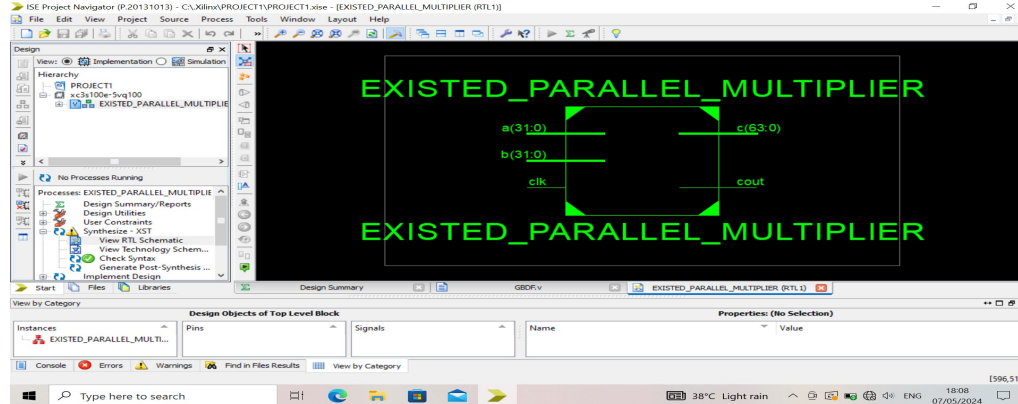 ISE Project Navigator (P.20131013) - C:\.Xilinx\PROJECT1\PROJECT1.xise - [EXISTED_PARALLEL_MULTIPLIER (RTL1)]
File Edit View Project Source Process Tools Window Layout Help
Design
View: Implementation Simulation
Hierarchy
PROJECT1
xc3s100e-5vq100
EXISTED_PARALLEL_MULTIPLIE
No Processes Running
Processes: EXISTED_PARALLEL_MULTIPLIE
Design Summary/Reports
Design Utilities
User Constraints
Synthesize - XST
View RTL Schematic
View Technology Schem...
Check Syntax
Generate Post-Synthesis ...
Implement Design
Start Files Libraries
EXISTED_PARALLEL_MULTIPLIER
a(31:0) c(63:0)
b(31:0)
clk cout
EXISTED_PARALLEL_MULTIPLIER
Design Summary GBDF.v EXISTED_PARALLEL_MULTIPLIER (RTL1)
View by Category
Design Objects of Top Level Block Properties: (No Selection)
Instances Pins Signals Name Value
EXISTED_PARALLEL_MULTI...
Console Errors Warnings Find in Files Results View by Category
[596,51
Type here to search 38°C Light rain ENG 18:08
07/05/2024